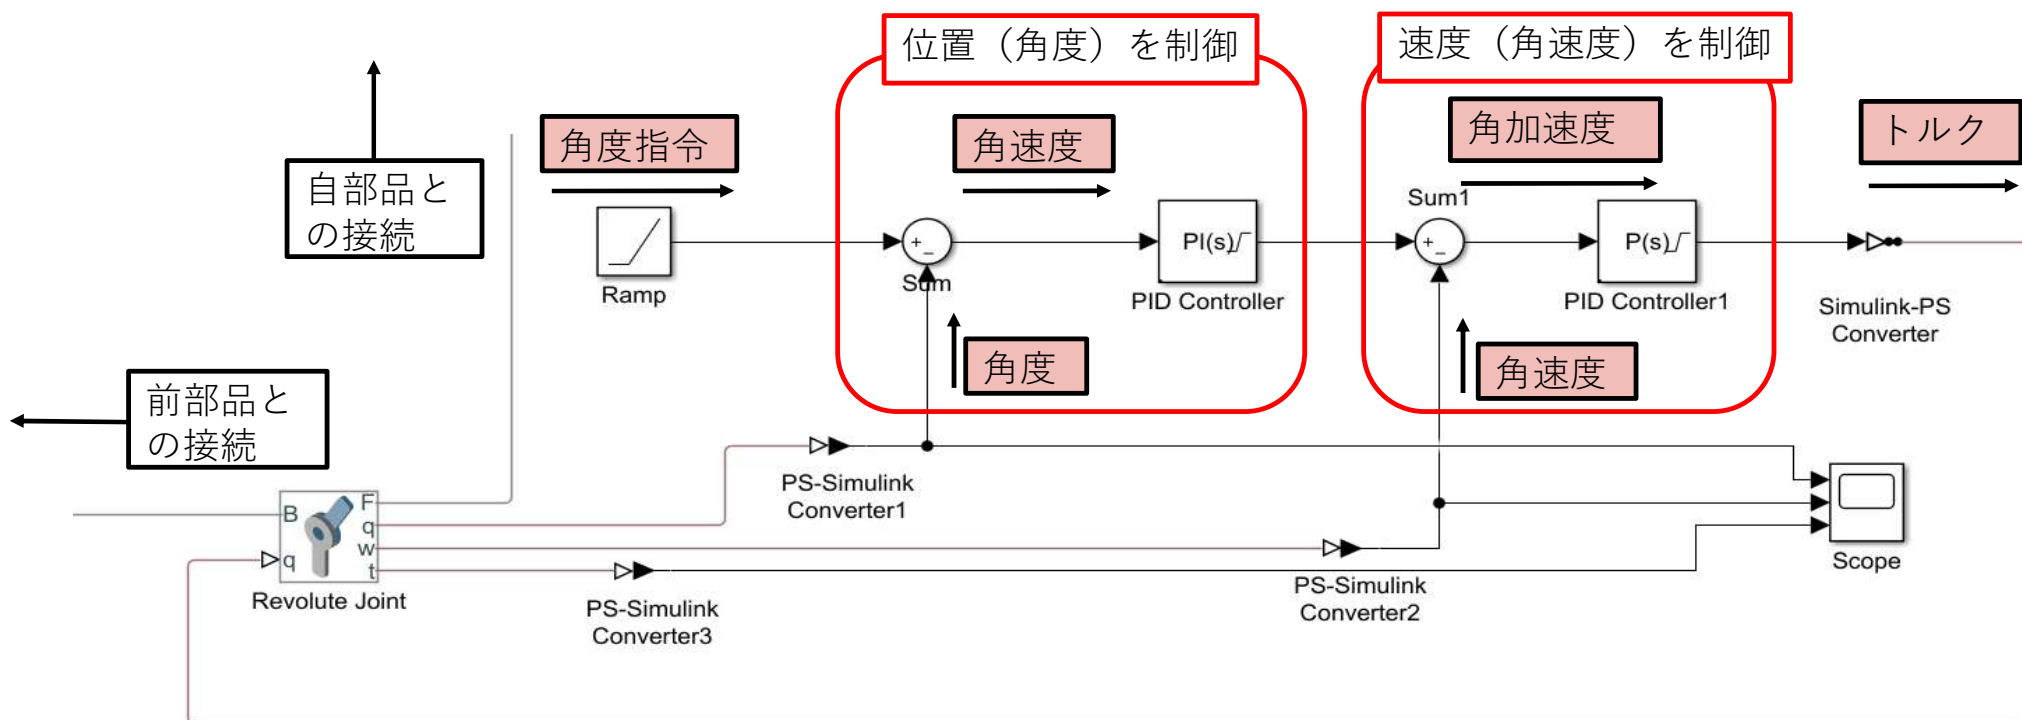 位置（角度）を制御
速度（角速度）を制御
角度指令
角速度
角加速度
トルク
自部品と
の接続
Sum1
PI(s)
P(s)
+
−
+
−
Sum
Ramp
PID Controller
PID Controller1
Simulink-PS
Converter
角度
角速度
前部品と
の接続
PS-Simulink
Converter1
B
F
q
w
q
t
Revolute Joint
Scope
PS-Simulink
Converter2
PS-Simulink
Converter3